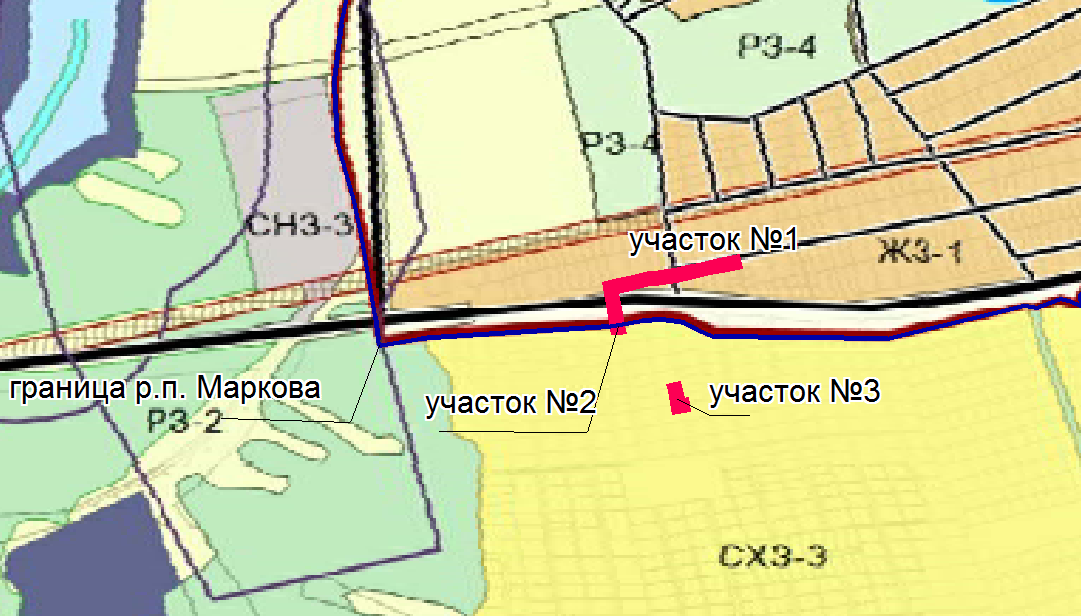 РЗ-4
РЗ-4
СНЗ-3
участок №1
ЖЗ-1
граница р.п. Маркова
участок №2
участок №3
РЗ-2
СХЗ-3